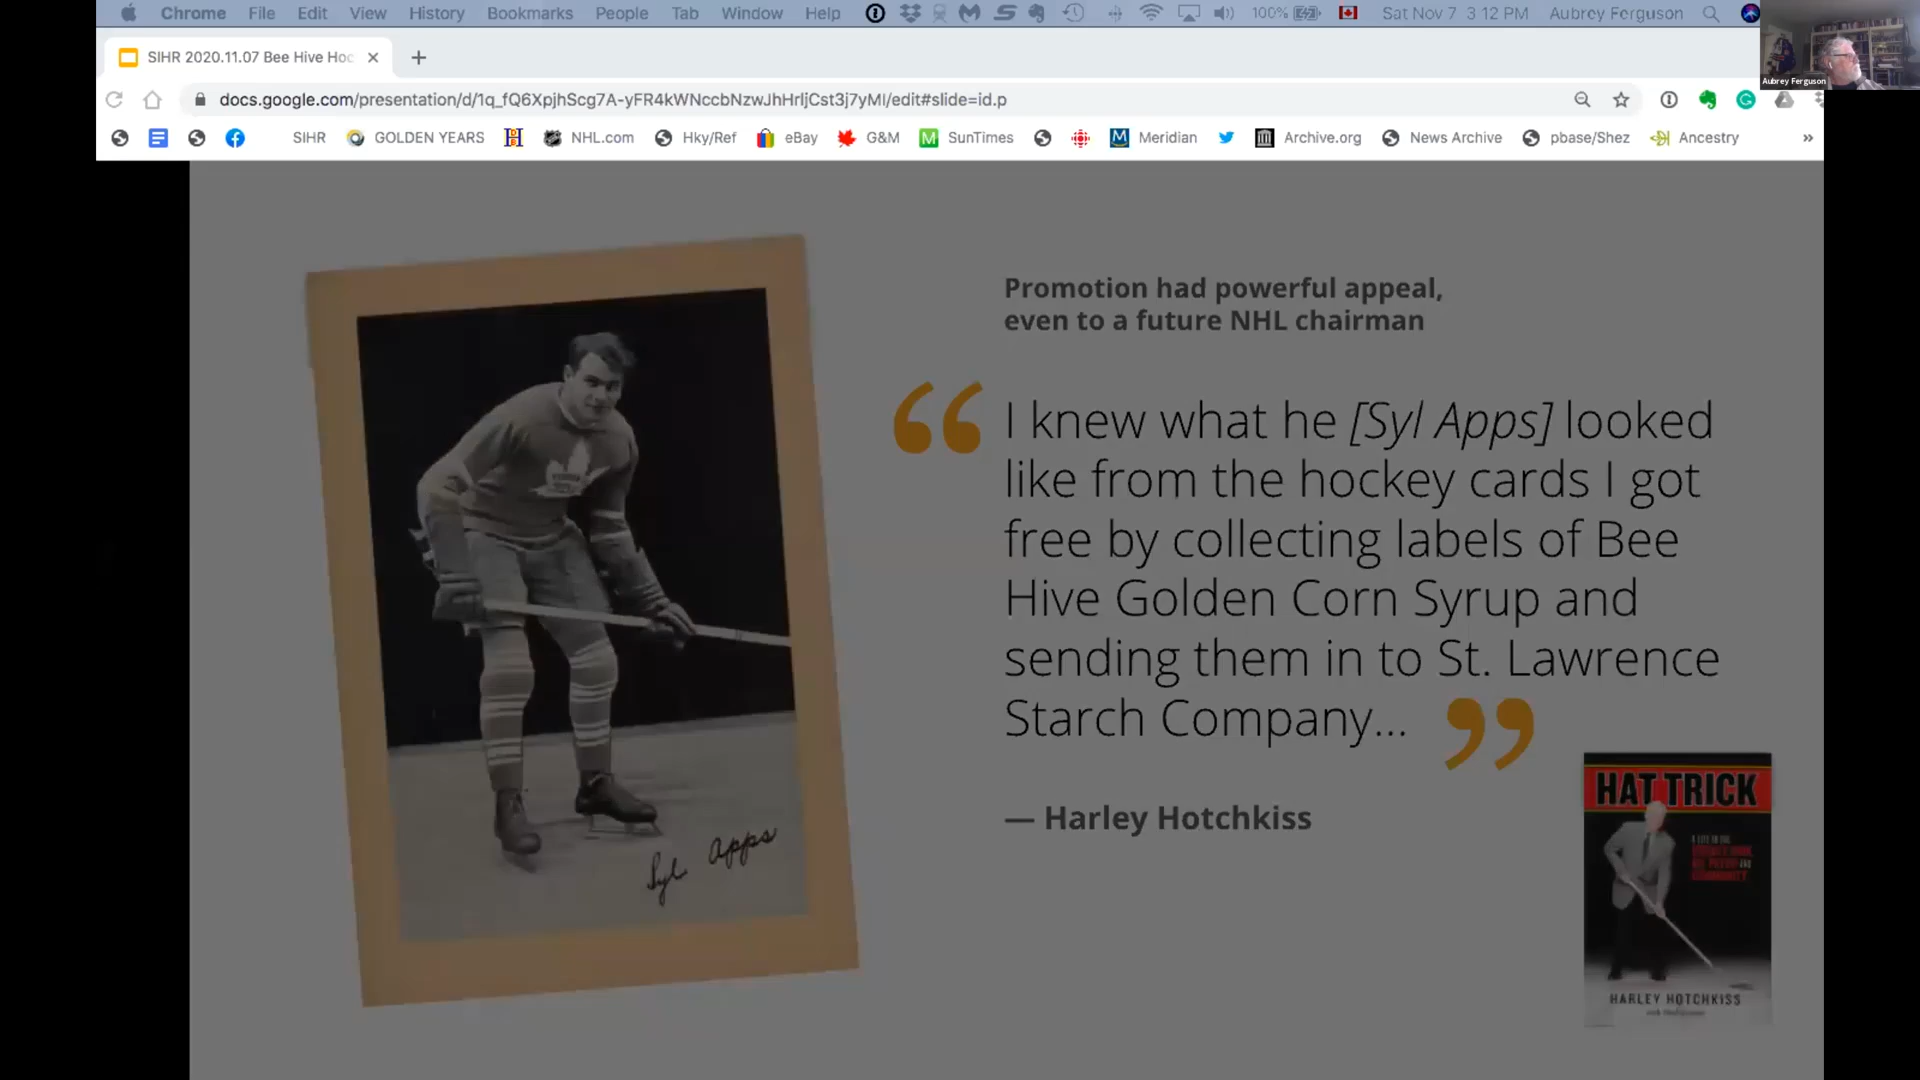 Chrome File Edit View History Bookmarks People Tab Window Help 100% Sat Nov 7 3:12 PM Aubrey Ferguson
SIHR 2020.11.07 Bee Hive Hoc
docs.google.com/presentation/d/1q_fQ6XpjhScg7A-yFR4kWNccbNzwJhHrIjCst3j7yMI/edit#slide=id.p
SIHR GOLDEN YEARS NHL.com Hky/Ref eBay G&M SunTimes Meridian Archive.org News Archive pbase/Shez Ancestry »
Aubrey Ferguson
Promotion had powerful appeal,
even to a future NHL chairman
“ I knew what he [Syl Apps] looked
like from the hockey cards I got
free by collecting labels of Bee
Hive Golden Corn Syrup and
sending them in to St. Lawrence
Starch Company... ”
— Harley Hotchkiss
Syl Apps
HAT TRICK
HARLEY HOTCHKISS